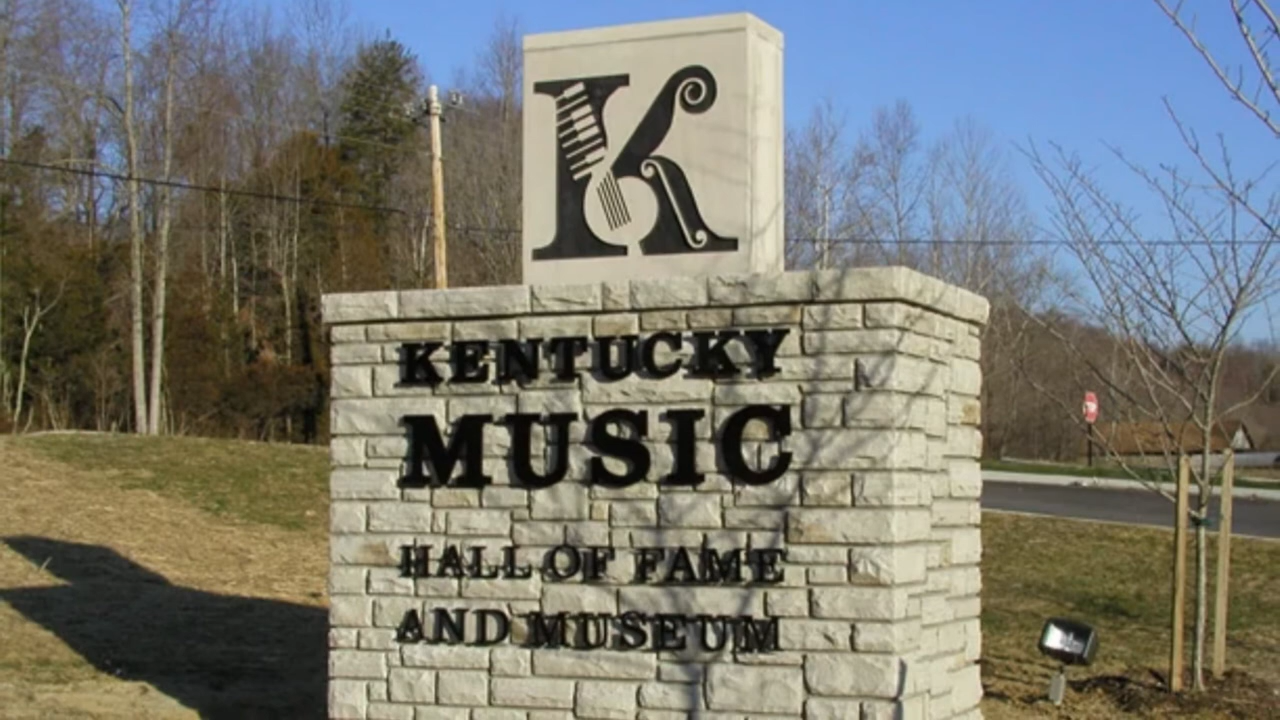 K
KENTUCKY
MUSIC
HALL OF FAME
AND MUSEUM